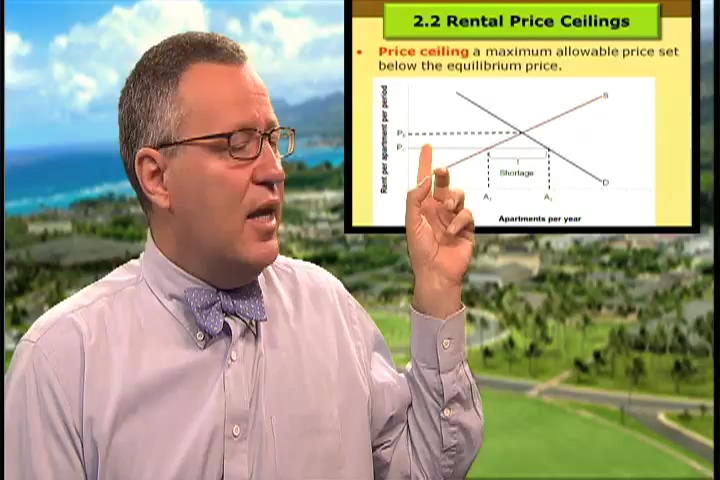 2.2 Rental Price Ceilings
• Price ceiling a maximum allowable price set
below the equilibrium price.
Rent per apartment per period
S
P
P
Shortage
D
A
A
Apartments per year